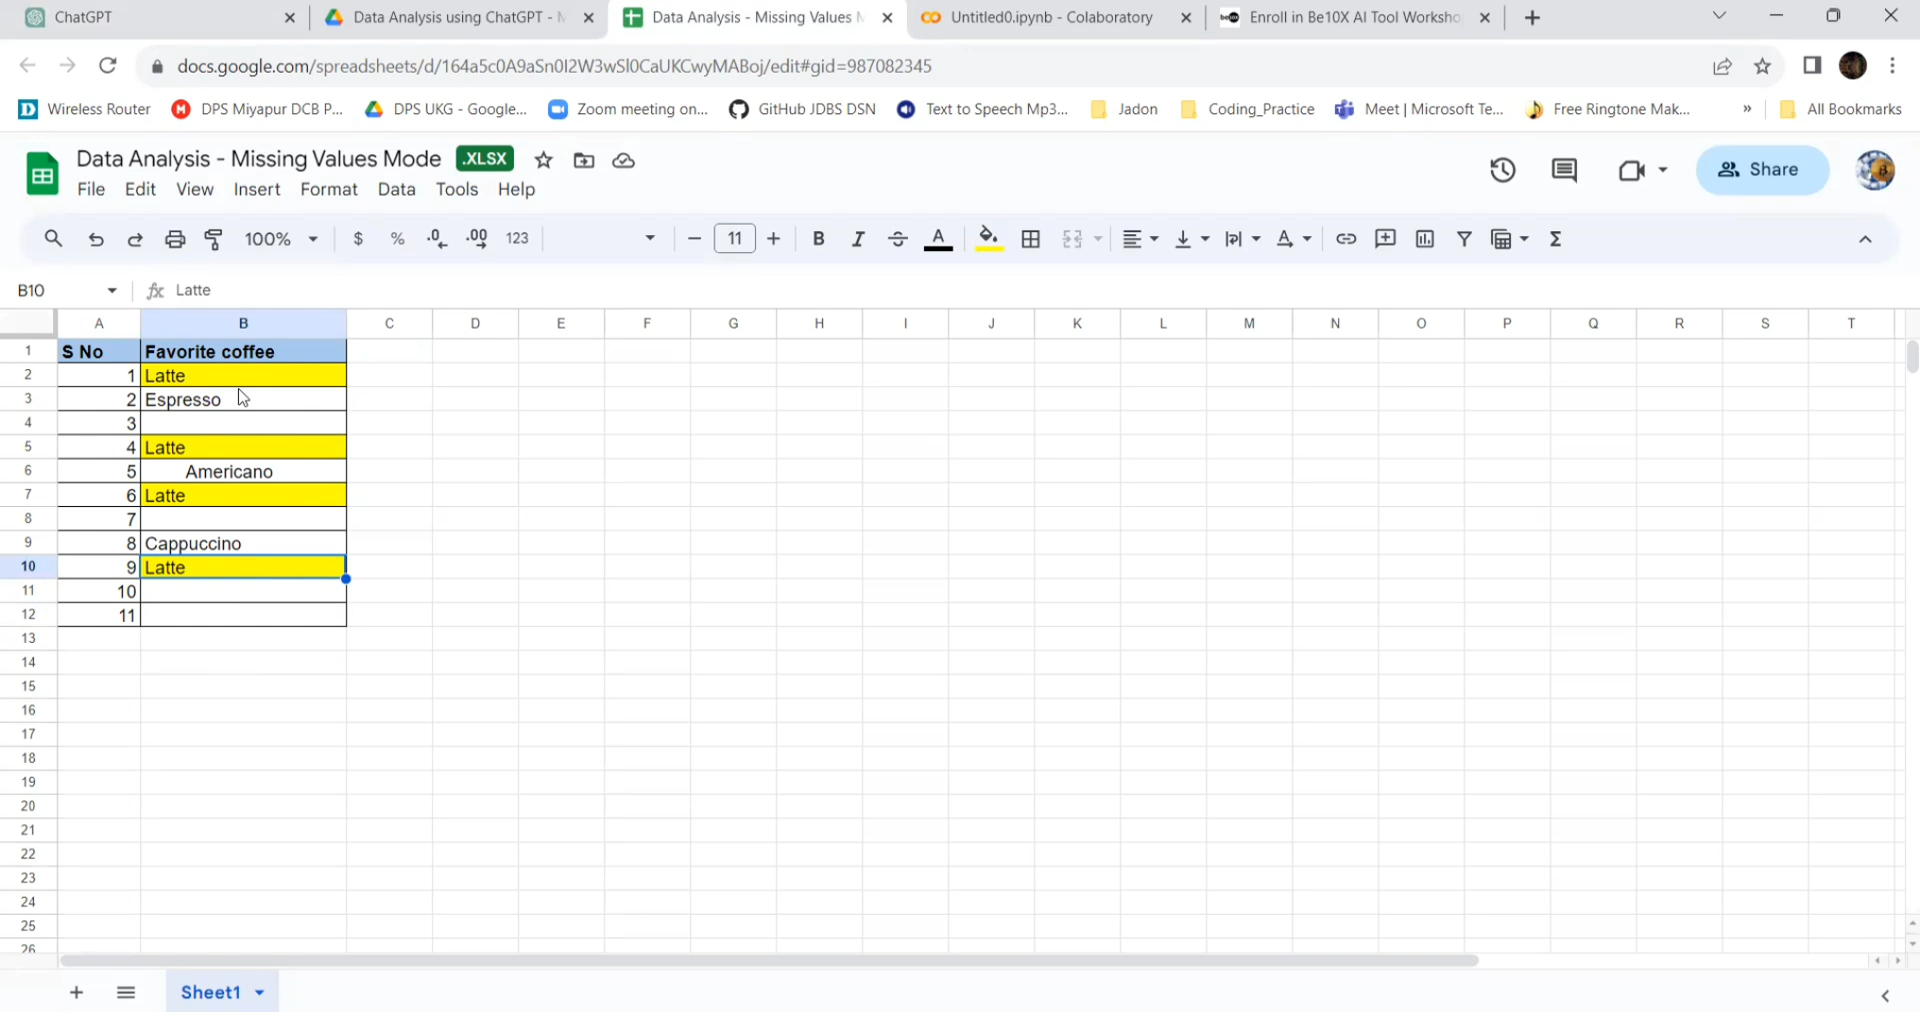 ChatGPT
Data Analysis using ChatGPT - M
Data Analysis - Missing Values M
Untitled0.ipynb - Colaboratory
Enroll in Be10X AI Tool Worksho
docs.google.com/spreadsheets/d/164a5c0A9aSn0I2W3wSl0CaUKCwyMABoj/edit#gid=987082345
Wireless Router
DPS Miyapur DCB P...
DPS UKG - Google...
Zoom meeting on...
GitHub JDBS DSN
Text to Speech Mp3...
Jadon
Coding_Practice
Meet | Microsoft Te...
Free Ringtone Mak...
»
All Bookmarks
Data Analysis - Missing Values Mode .XLSX
File Edit View Insert Format Data Tools Help
Share
100% $ % .0 .00 123 − 11 + B I S A Σ
B10 fx Latte
A B C D E F G H I J K L M N O P Q R S T
1 S No Favorite coffee
2 1 Latte
3 2 Espresso
4 3
5 4 Latte
6 5 Americano
7 6 Latte
8 7
9 8 Cappuccino
10 9 Latte
11 10
12 11
13
14
15
16
17
18
19
20
21
22
23
24
25
26
Sheet1